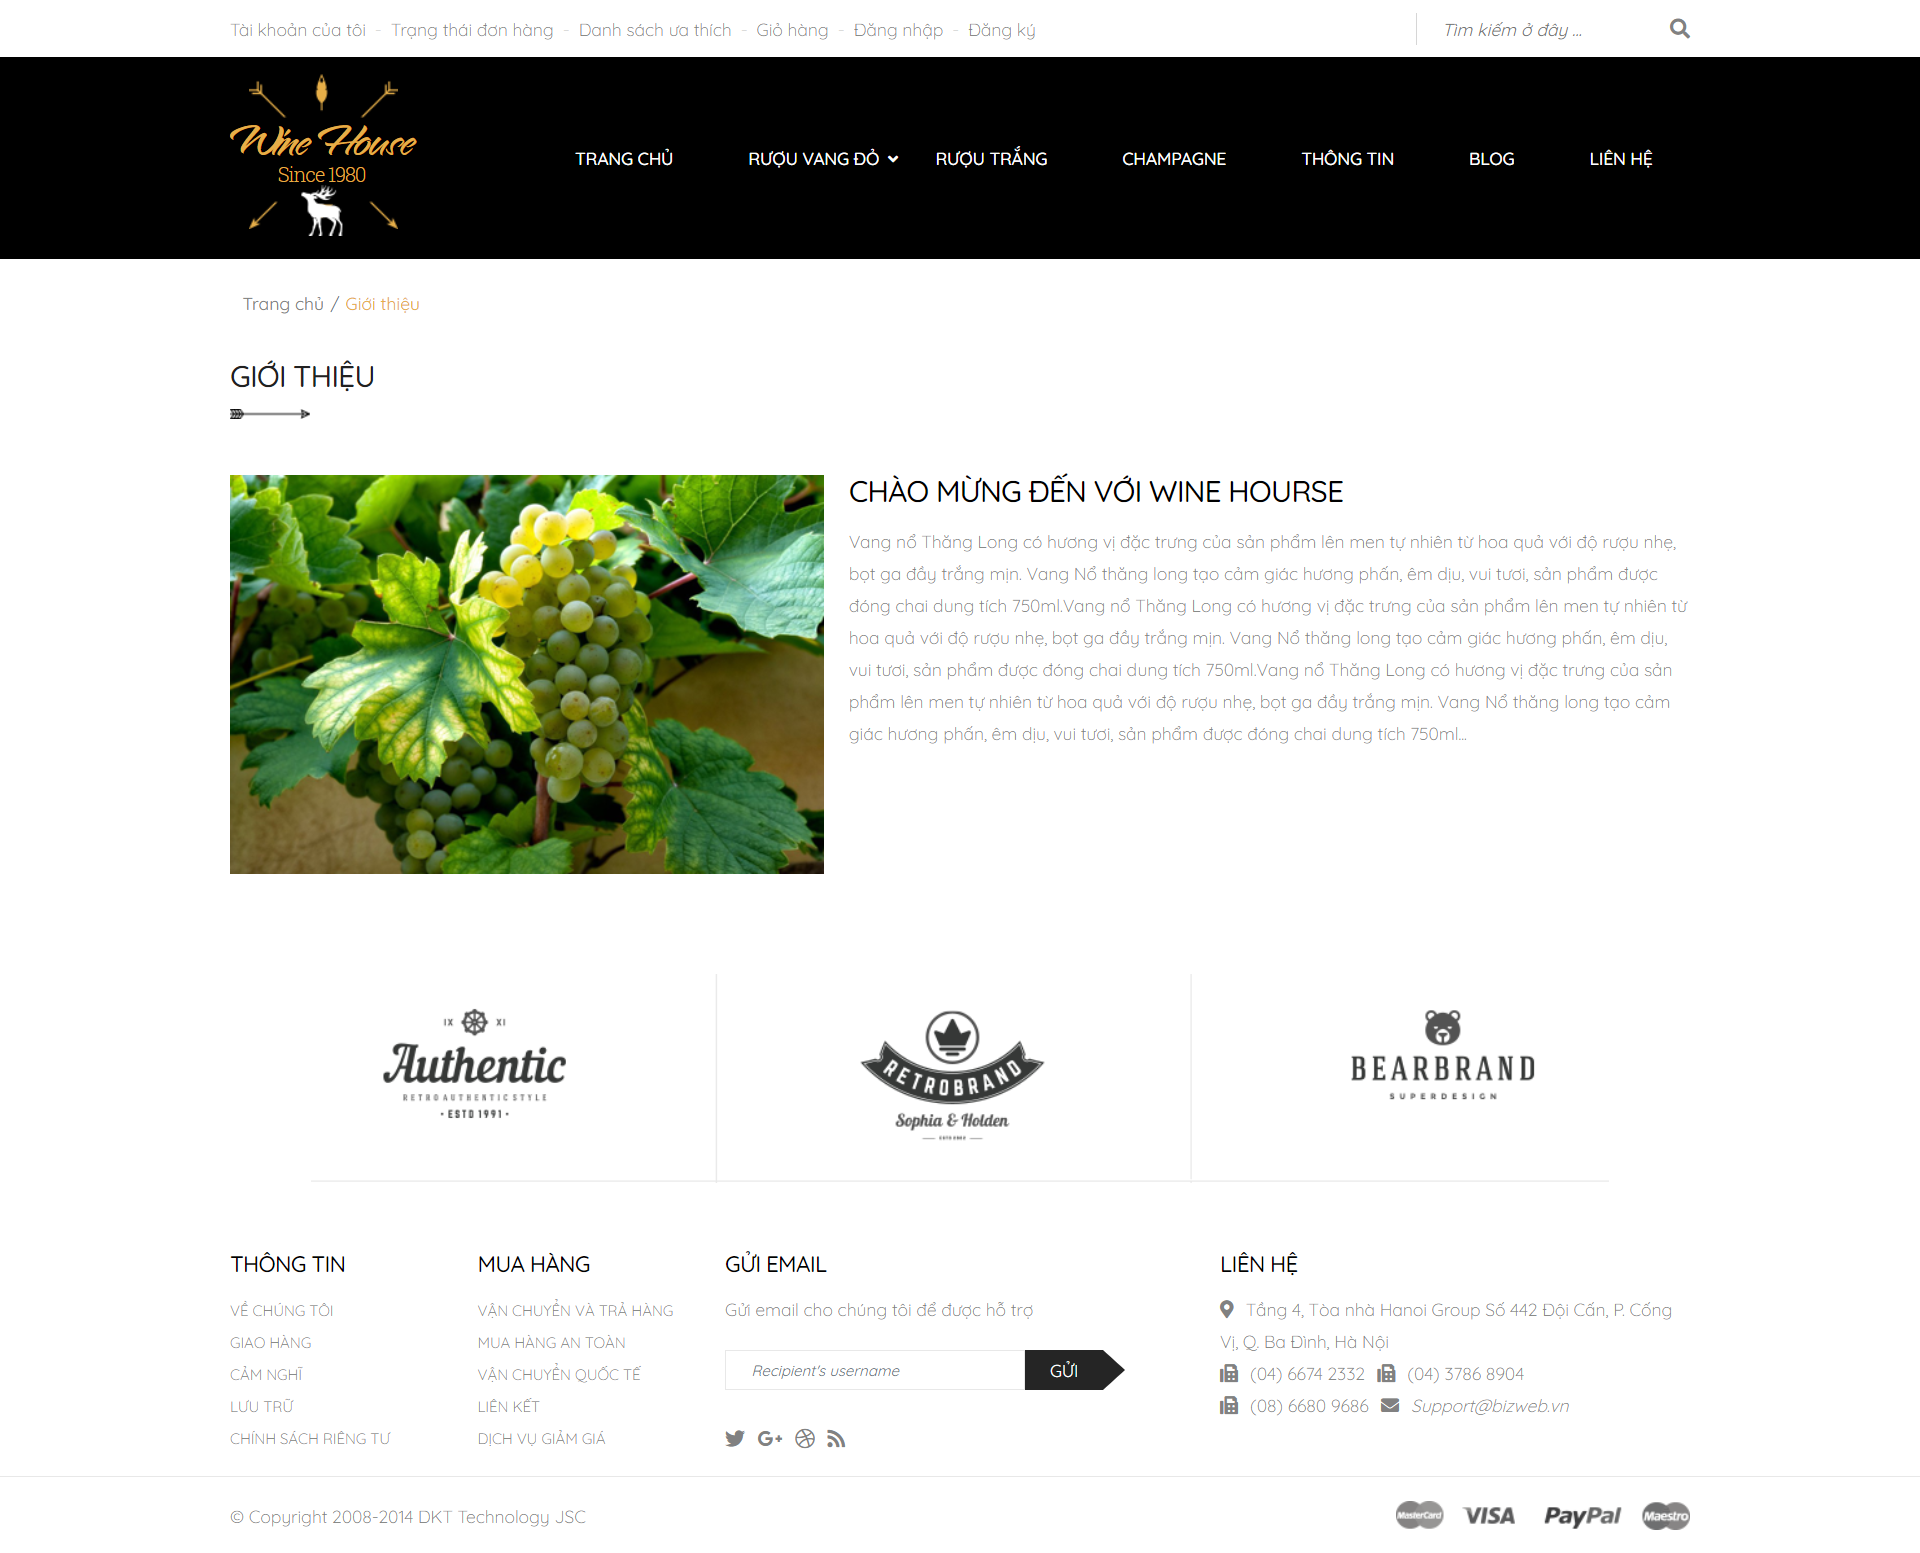 Tài khoản của tôi - Trạng thái đơn hàng - Danh sách ưa thích - Giỏ hàng - Đăng nhập - Đăng ký
Tìm kiếm ở đây ...
Wine House
Since 1980
TRANG CHỦ
RƯỢU VANG ĐỎ
RƯỢU TRẮNG
CHAMPAGNE
THÔNG TIN
BLOG
LIÊN HỆ
Trang chủ / Giới thiệu
GIỚI THIỆU
CHÀO MỪNG ĐẾN VỚI WINE HOURSE
Vang nổ Thăng Long có hương vị đặc trưng của sản phẩm lên men tự nhiên từ hoa quả với độ rượu nhẹ,
bọt ga đầy trắng mịn. Vang Nổ thăng long tạo cảm giác hương phấn, êm dịu, vui tươi, sản phẩm được
đóng chai dung tích 750ml.Vang nổ Thăng Long có hương vị đặc trưng của sản phẩm lên men tự nhiên từ
hoa quả với độ rượu nhẹ, bọt ga đầy trắng mịn. Vang Nổ thăng long tạo cảm giác hương phấn, êm dịu,
vui tươi, sản phẩm được đóng chai dung tích 750ml.Vang nổ Thăng Long có hương vị đặc trưng của sản
phẩm lên men tự nhiên từ hoa quả với độ rượu nhẹ, bọt ga đầy trắng mịn. Vang Nổ thăng long tạo cảm
giác hương phấn, êm dịu, vui tươi, sản phẩm được đóng chai dung tích 750ml...
IX XI
Authentic
RETROAUTHENTICSTYLE
• ESTD 1991 •
RETROBRAND
Sophia & Holden
BEARBRAND
SUPERDESIGN
THÔNG TIN
VỀ CHÚNG TÔI
GIAO HÀNG
CẢM NGHĨ
LƯU TRỮ
CHÍNH SÁCH RIÊNG TƯ
MUA HÀNG
VẬN CHUYỂN VÀ TRẢ HÀNG
MUA HÀNG AN TOÀN
VẬN CHUYỂN QUỐC TẾ
LIÊN KẾT
DỊCH VỤ GIẢM GIÁ
GỬI EMAIL
Gửi email cho chúng tôi để được hỗ trợ
Recipient's username
GỬI
LIÊN HỆ
Tầng 4, Tòa nhà Hanoi Group Số 442 Đội Cấn, P. Cống
Vị, Q. Ba Đình, Hà Nội
(04) 6674 2332 (04) 3786 8904
(08) 6680 9686 Support@bizweb.vn
© Copyright 2008-2014 DKT Technology JSC
MasterCard VISA PayPal Maestro